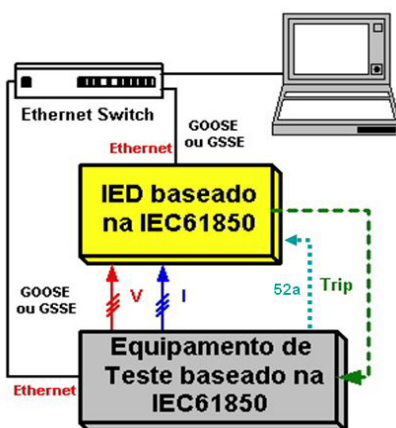 Ethernet Switch
GOOSE
ou GSSE
Ethernet
IED baseado
na IEC61850
GOOSE
ou GSSE
V
I
52a
Trip
Equipamento de
Teste baseado na
IEC61850
Ethernet